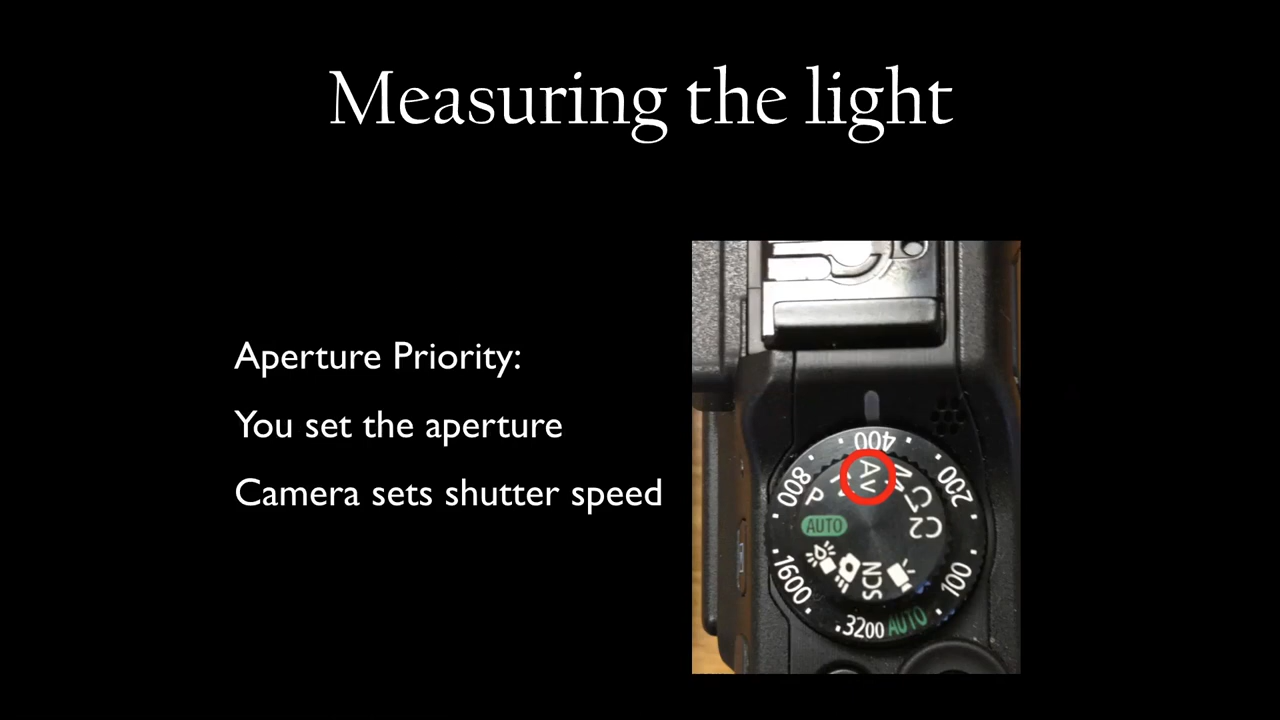 Measuring the light
Aperture Priority:
You set the aperture
Camera sets shutter speed
400
200
100
AUTO
3200
1600
800
P
Av
M
C1
C2
SCN
AUTO